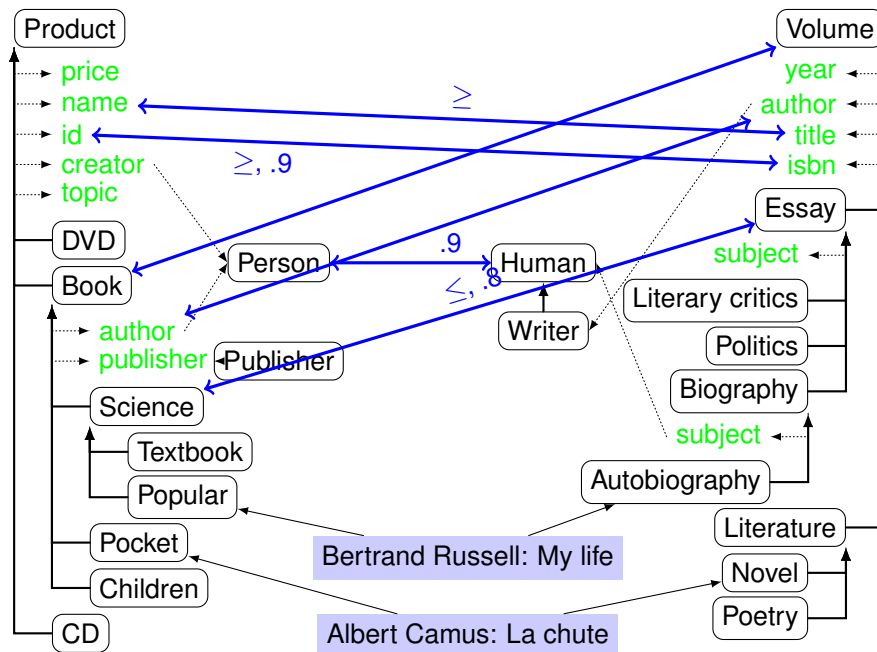 Product
Volume
price
year
name
≥
author
id
title
creator
≥, .9
isbn
topic
Essay
DVD
.9
subject
Person
Human
Book
≤, .8
Literary critics
author
Writer
publisher
Publisher
Politics
Biography
Science
subject
Textbook
Autobiography
Popular
Literature
Pocket
Bertrand Russell: My life
Novel
Children
Poetry
CD
Albert Camus: La chute